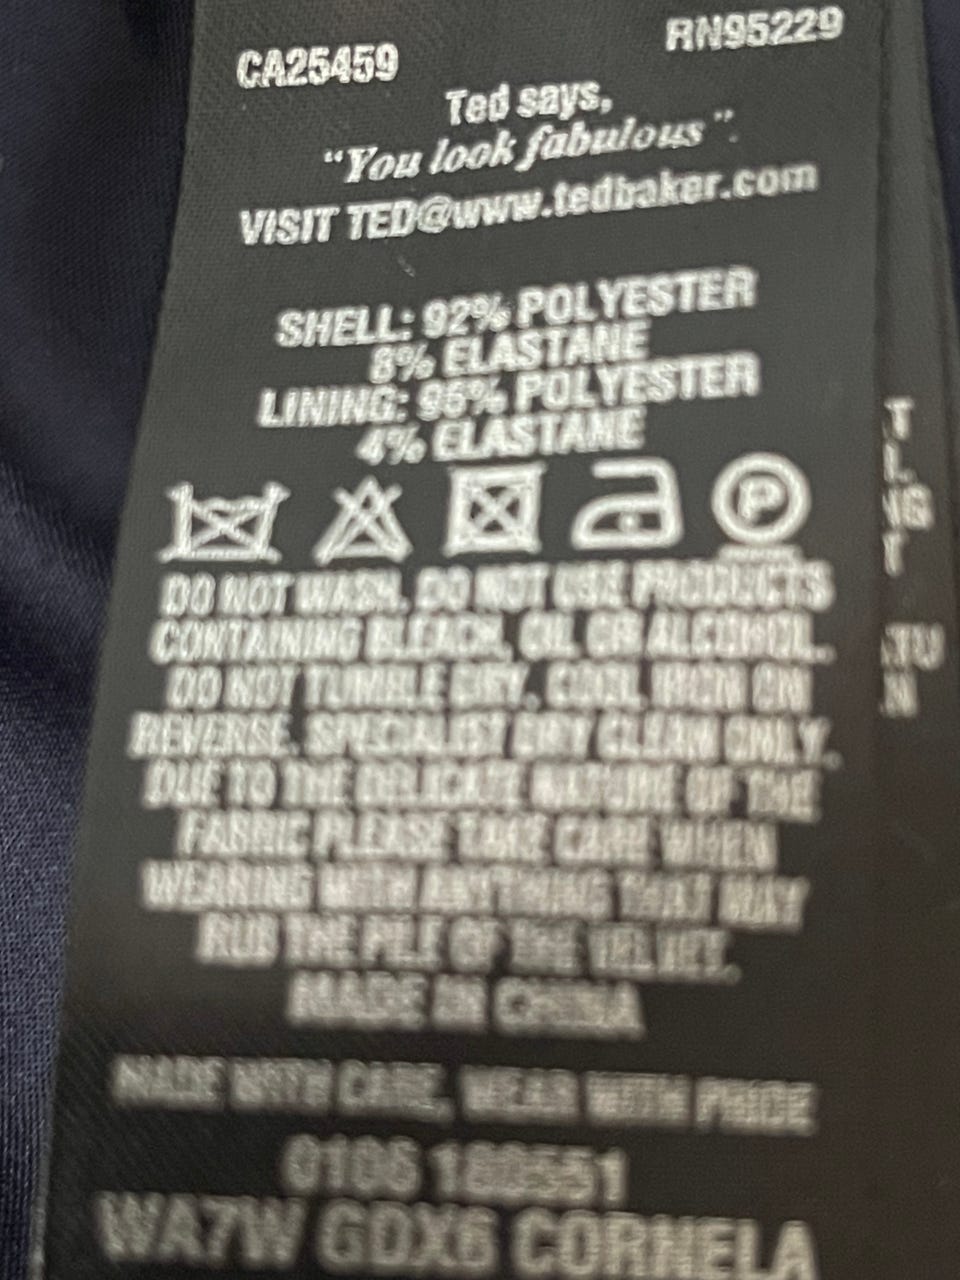 CA25459 RN95229
Ted says,
"You look fabulous".
VISIT TED@www.tedbaker.com
SHELL: 92% POLYESTER
8% ELASTANE
LINING: 96% POLYESTER
4% ELASTANE
P
DO NOT WASH. DO NOT USE PRODUCTS
CONTAINING BLEACH, OIL OR ALCOHOL.
DO NOT TUMBLE DRY. COOL IRON ON
REVERSE. SPECIALIST DRY CLEAN ONLY.
DUE TO THE DELICATE NATURE OF THE
FABRIC PLEASE TAKE CARE WHEN
WEARING WITH ANYTHING THAT MAY
RUB THE PILE OF THE VELVET.
MADE IN CHINA
MADE WITH CARE, WEAR WITH PRIDE
WA7W GDX6 CORNELA